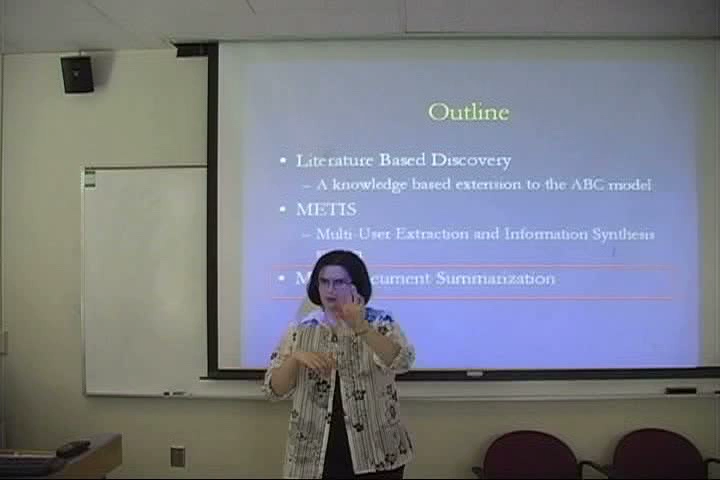 Outline
• Literature Based Discovery
– A knowledge based extension to the ABC model
• METIS
– Multi-User Extraction and Information Synthesis
• Document Summarization